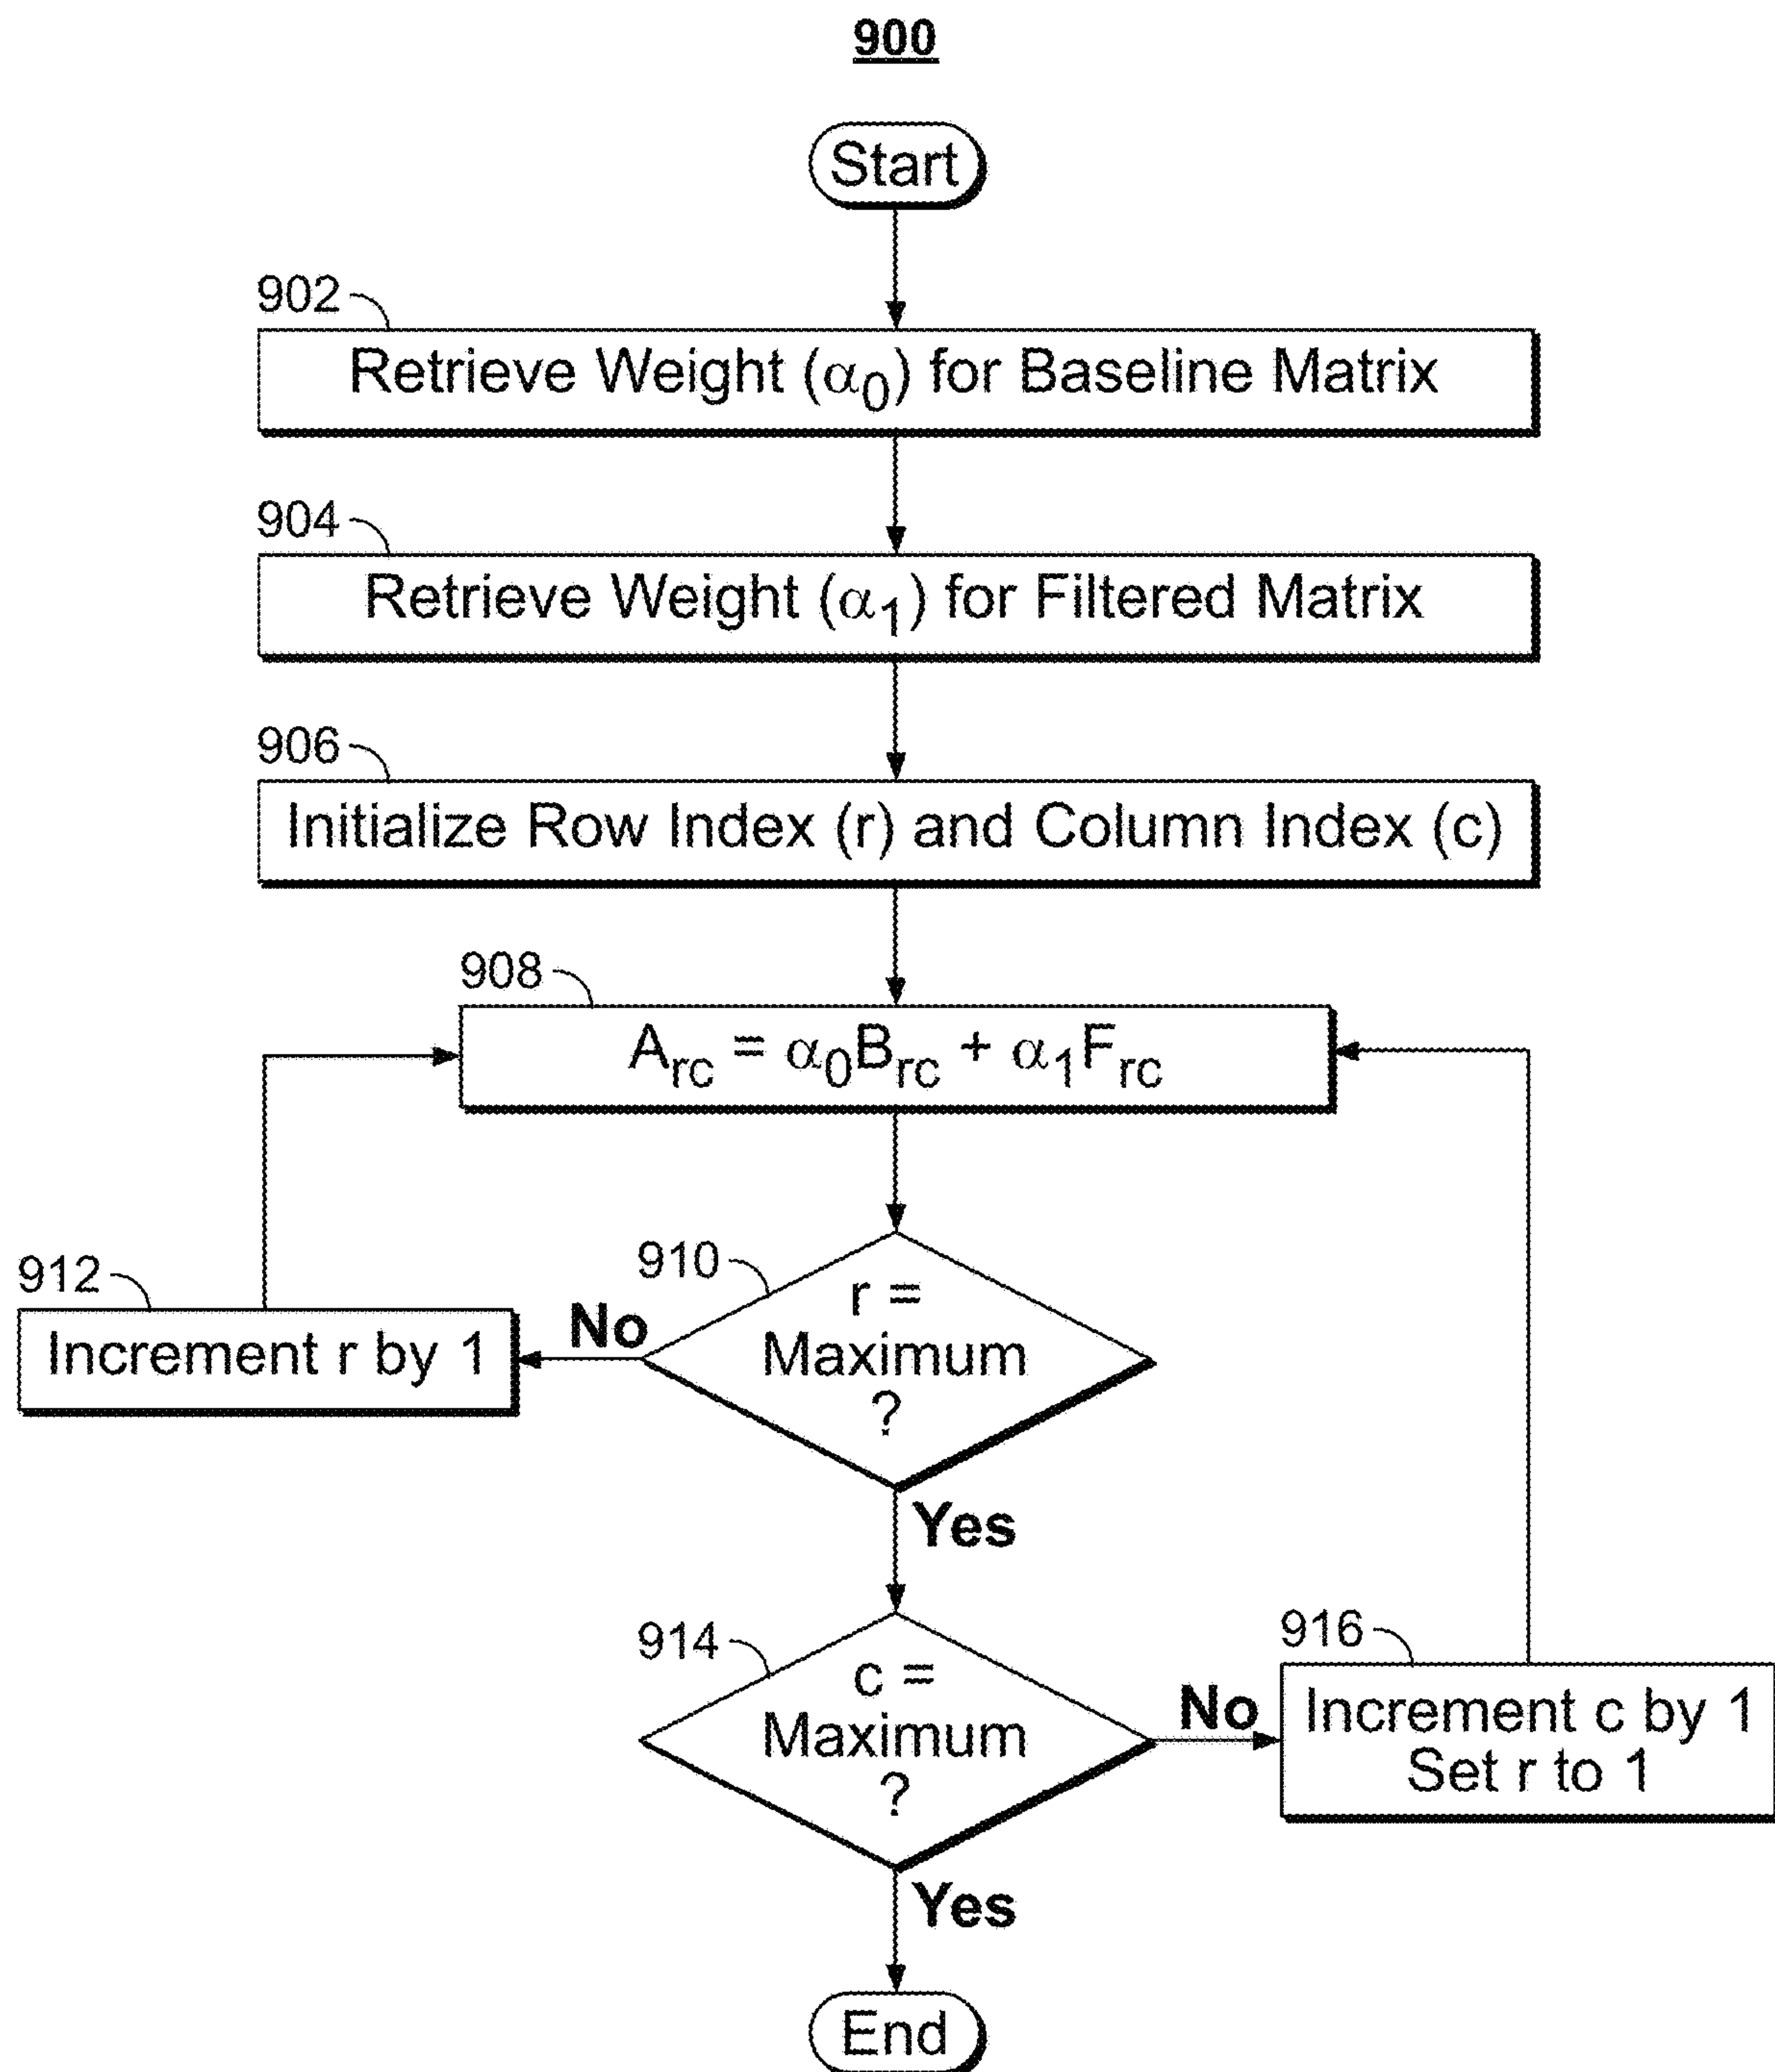 900
Start
902
Retrieve Weight (α0) for Baseline Matrix
904
Retrieve Weight (α1) for Filtered Matrix
906
Initialize Row Index (r) and Column Index (c)
908
Arc = α0Brc + α1Frc
910
r =
Maximum
?
912
No
Increment r by 1
Yes
914
c =
Maximum
?
No
916
Increment c by 1
Set r to 1
Yes
End